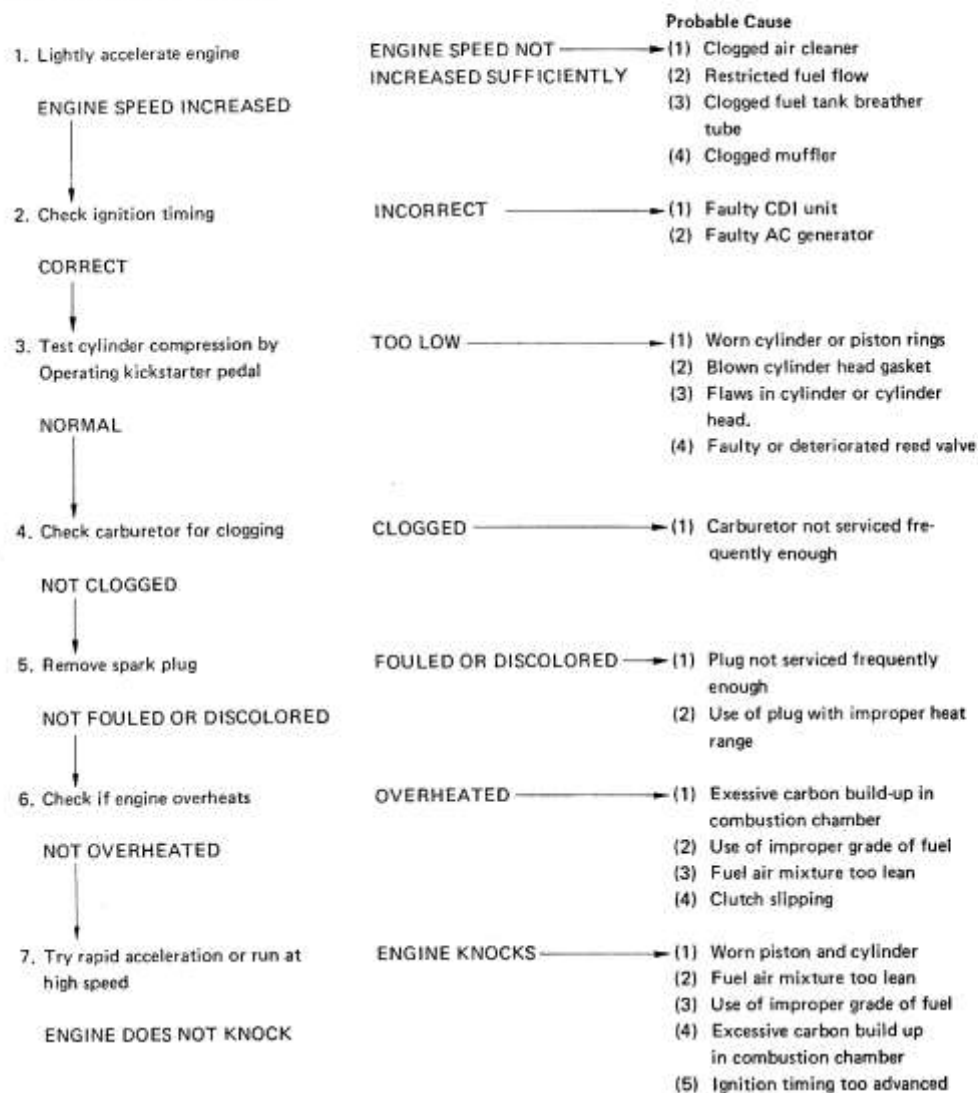 Probable Cause
1. Lightly accelerate engine
ENGINE SPEED NOT
INCREASED SUFFICIENTLY
(1) Clogged air cleaner
(2) Restricted fuel flow
(3) Clogged fuel tank breather
tube
(4) Clogged muffler
ENGINE SPEED INCREASED
2. Check ignition timing
INCORRECT
(1) Faulty CDI unit
(2) Faulty AC generator
CORRECT
3. Test cylinder compression by
Operating kickstarter pedal
TOO LOW
(1) Worn cylinder or piston rings
(2) Blown cylinder head gasket
(3) Flaws in cylinder or cylinder
head.
(4) Faulty or deteriorated reed valve
NORMAL
4. Check carburetor for clogging
CLOGGED
(1) Carburetor not serviced fre-
quently enough
NOT CLOGGED
5. Remove spark plug
FOULED OR DISCOLORED
(1) Plug not serviced frequently
enough
(2) Use of plug with improper heat
range
NOT FOULED OR DISCOLORED
6. Check if engine overheats
OVERHEATED
(1) Exessive carbon build-up in
combustion chamber
(2) Use of improper grade of fuel
(3) Fuel air mixture too lean
(4) Clutch slipping
NOT OVERHEATED
7. Try rapid acceleration or run at
high speed
ENGINE KNOCKS
(1) Worn piston and cylinder
(2) Fuel air mixture too lean
(3) Use of improper grade of fuel
(4) Excessive carbon build up
in combustion chamber
(5) Ignition timing too advanced
ENGINE DOES NOT KNOCK